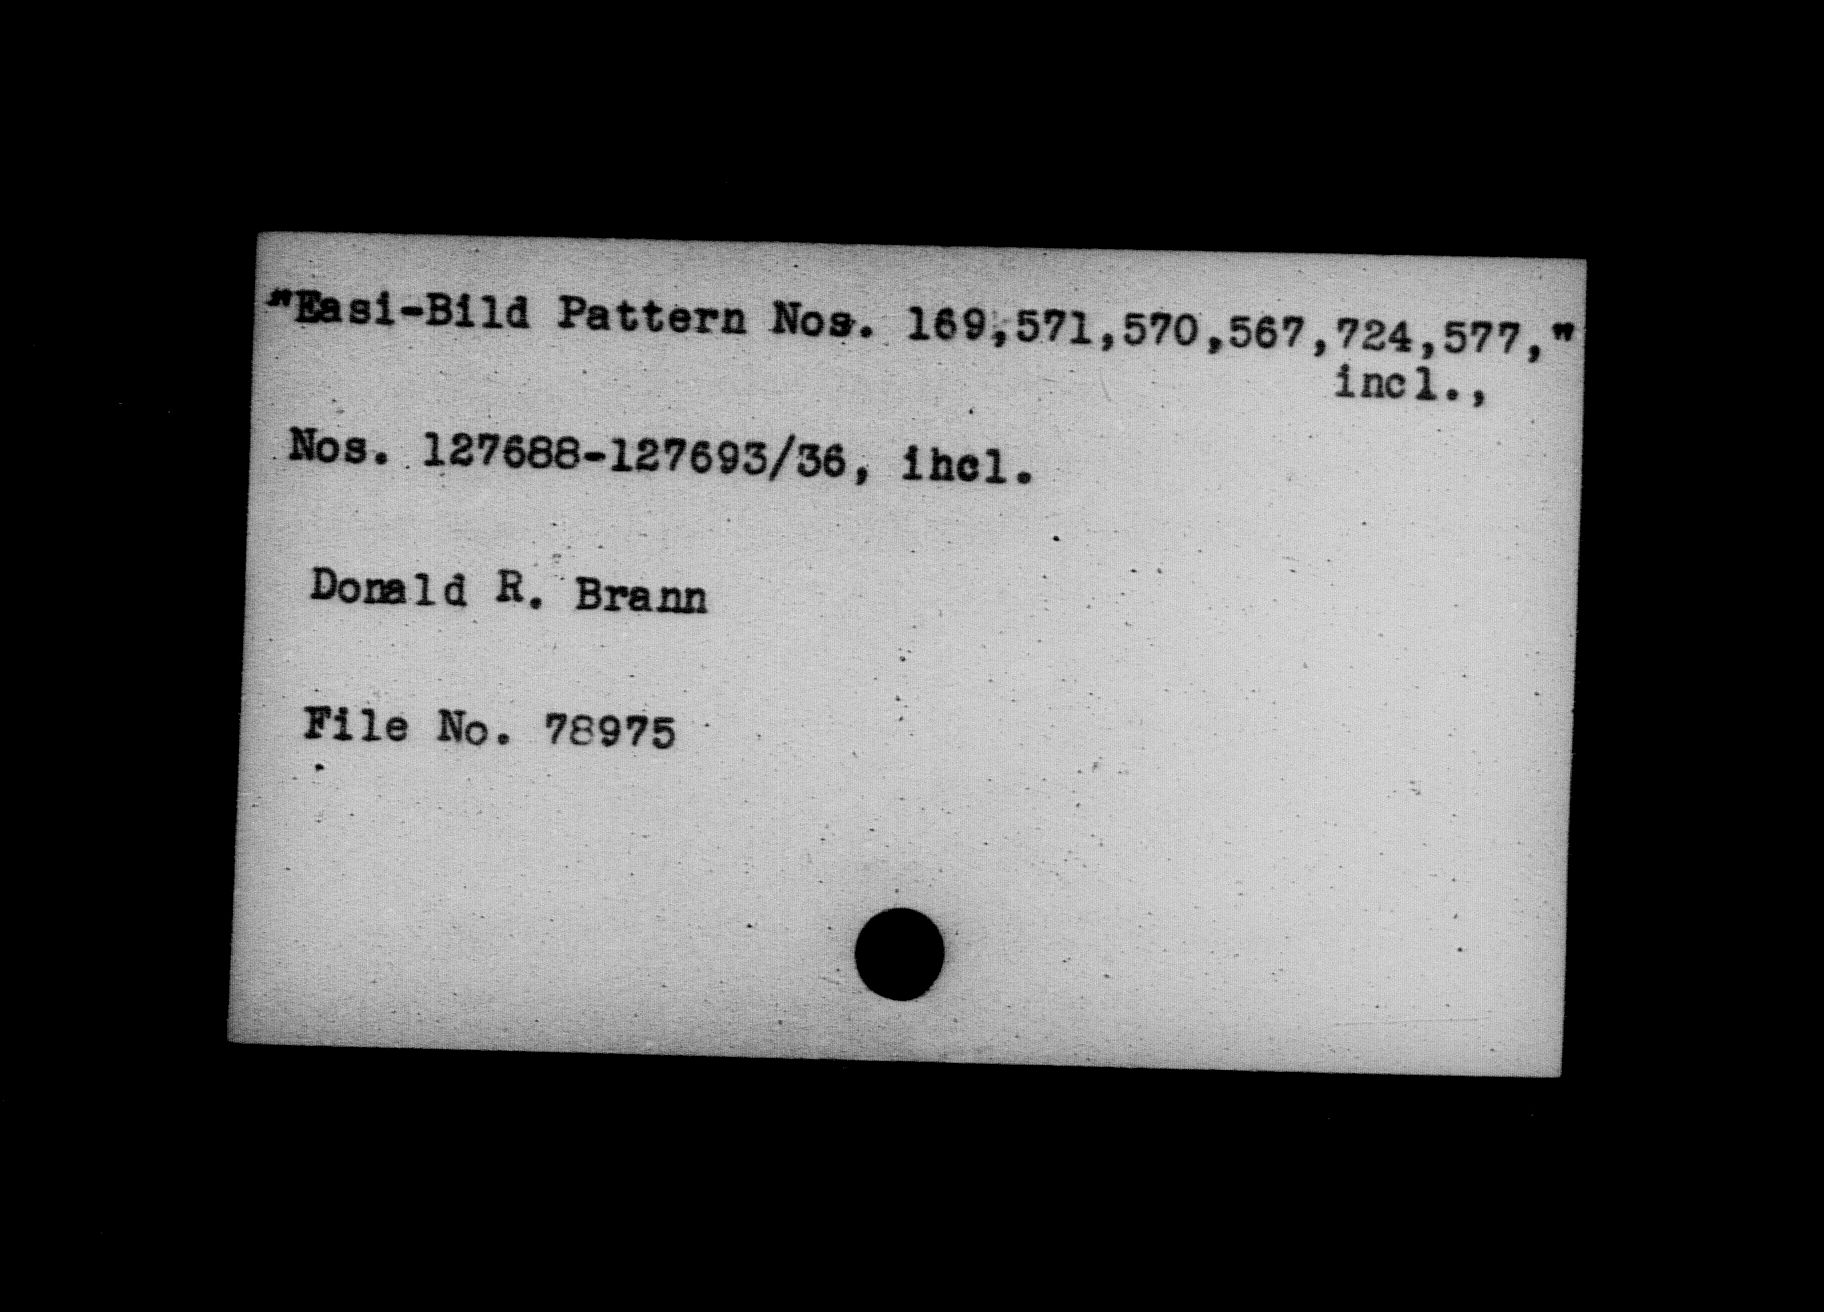 "Easi-Bild Pattern Nos. 169,571,570,567,724,577,"
incl.,
Nos. 127688-127693/36, ihcl.
Donald R. Brann
File No. 78975